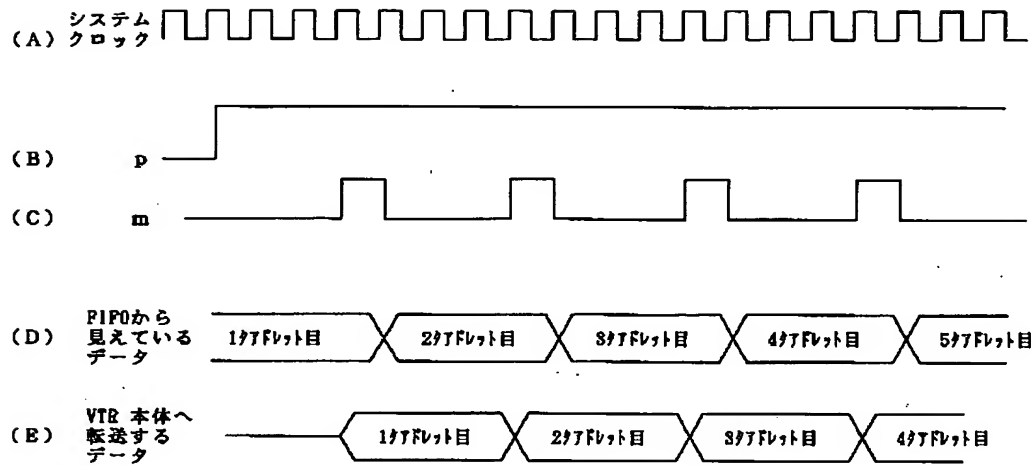 (A) システム
クロック
(B) p
(C) m
(D) FIFOから
見えている
データ
1クアドレット目 2クアドレット目 3クアドレット目 4クアドレット目 5クアドレット目
(E) VTR 本体へ
転送する
データ
1クアドレット目 2クアドレット目 3クアドレット目 4クアドレット目